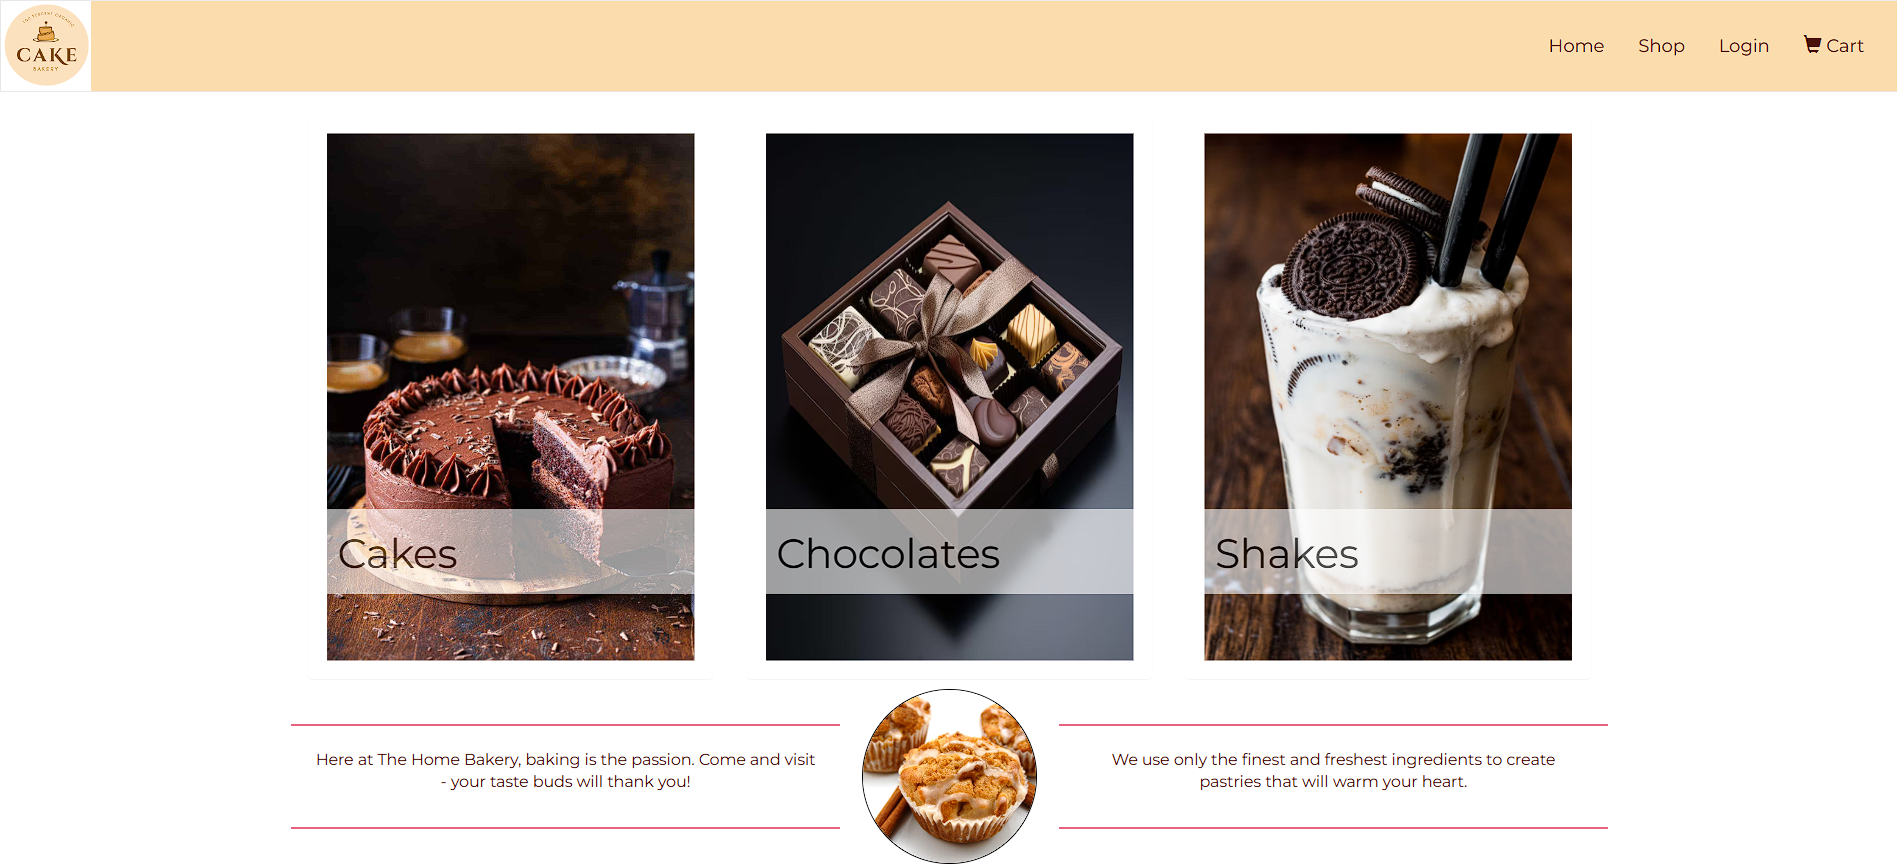 CAKE
BAKERY
Home Shop Login Cart
Cakes
Chocolates
Shakes
Here at The Home Bakery, baking is the passion. Come and visit
- your taste buds will thank you!
We use only the finest and freshest ingredients to create
pastries that will warm your heart.